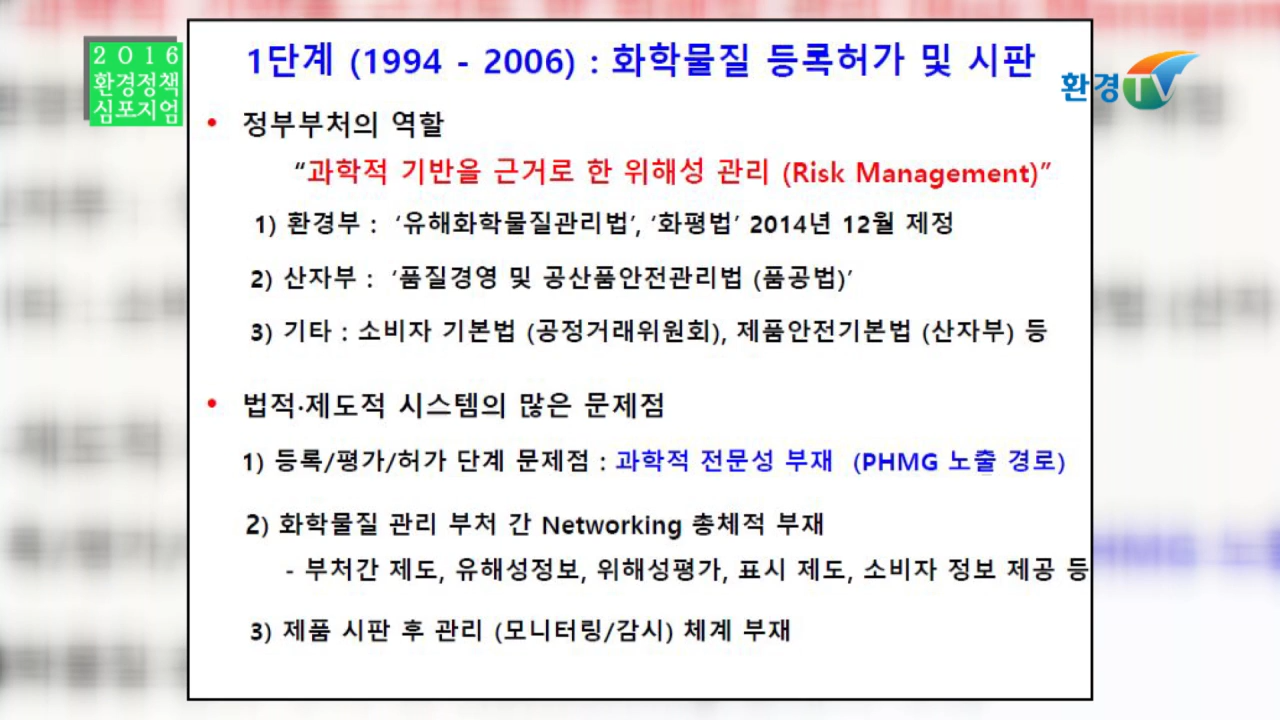 2016
환경정책
심포지엄
환경TV
1단계 (1994 - 2006) : 화학물질 등록허가 및 시판
• 정부부처의 역할
“과학적 기반을 근거로 한 위해성 관리 (Risk Management)”
1) 환경부 : ‘유해화학물질관리법’, ‘화평법’ 2014년 12월 제정
2) 산자부 : ‘품질경영 및 공산품안전관리법 (품공법)’
3) 기타 : 소비자 기본법 (공정거래위원회), 제품안전기본법 (산자부) 등
• 법적·제도적 시스템의 많은 문제점
1) 등록/평가/허가 단계 문제점 : 과학적 전문성 부재 (PHMG 노출 경로)
2) 화학물질 관리 부처 간 Networking 총체적 부재
- 부처간 제도, 유해성정보, 위해성평가, 표시 제도, 소비자 정보 제공 등
3) 제품 시판 후 관리 (모니터링/감시) 체계 부재